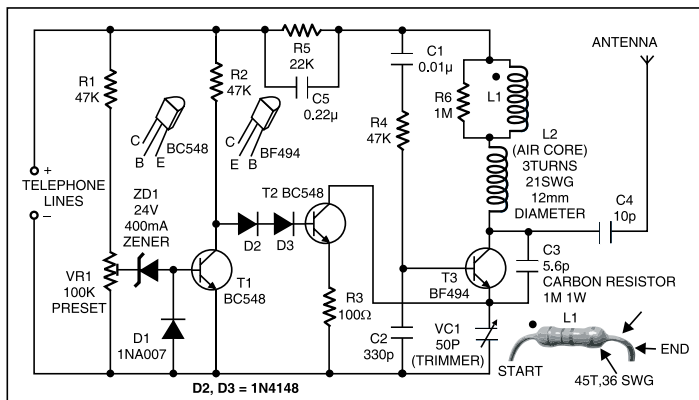 R1
47K
R2
47K
R5
22K
C5
0.22µ
C1
0.01µ
ANTENNA
R6
1M
L1
R4
47K
C
B
E
BC548
C
E
B
BF494
L2
(AIR CORE)
3TURNS
21SWG
12mm
DIAMETER
+
TELEPHONE
LINES
–
ZD1
24V
400mA
ZENER
T2 BC548
D2
D3
C4
10p
VR1
100K
PRESET
T1
BC548
R3
100Ω
T3
BF494
C3
5.6p
CARBON RESISTOR
1M 1W
D1
1NA007
C2
330p
VC1
50P
(TRIMMER)
L1
START
END
45T,36 SWG
D2, D3 = 1N4148